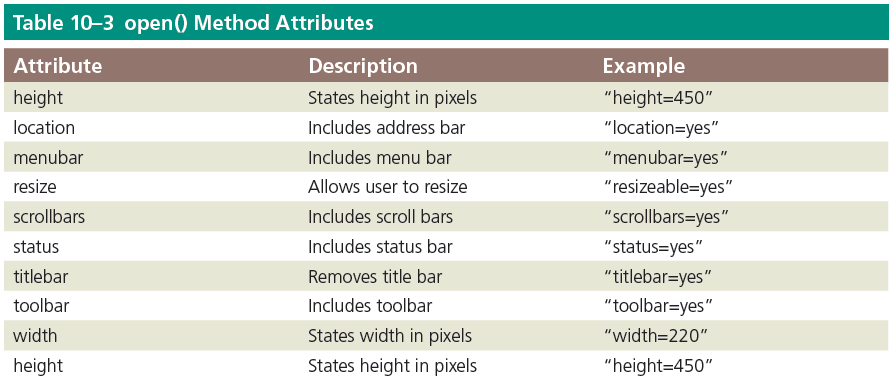 Table 10–3 open() Method Attributes
Attribute Description Example
height States height in pixels “height=450”
location Includes address bar “location=yes”
menubar Includes menu bar “menubar=yes”
resize Allows user to resize “resizeable=yes”
scrollbars Includes scroll bars “scrollbars=yes”
status Includes status bar “status=yes”
titlebar Removes title bar “titlebar=yes”
toolbar Includes toolbar “toolbar=yes”
width States width in pixels “width=220”
height States height in pixels “height=450”